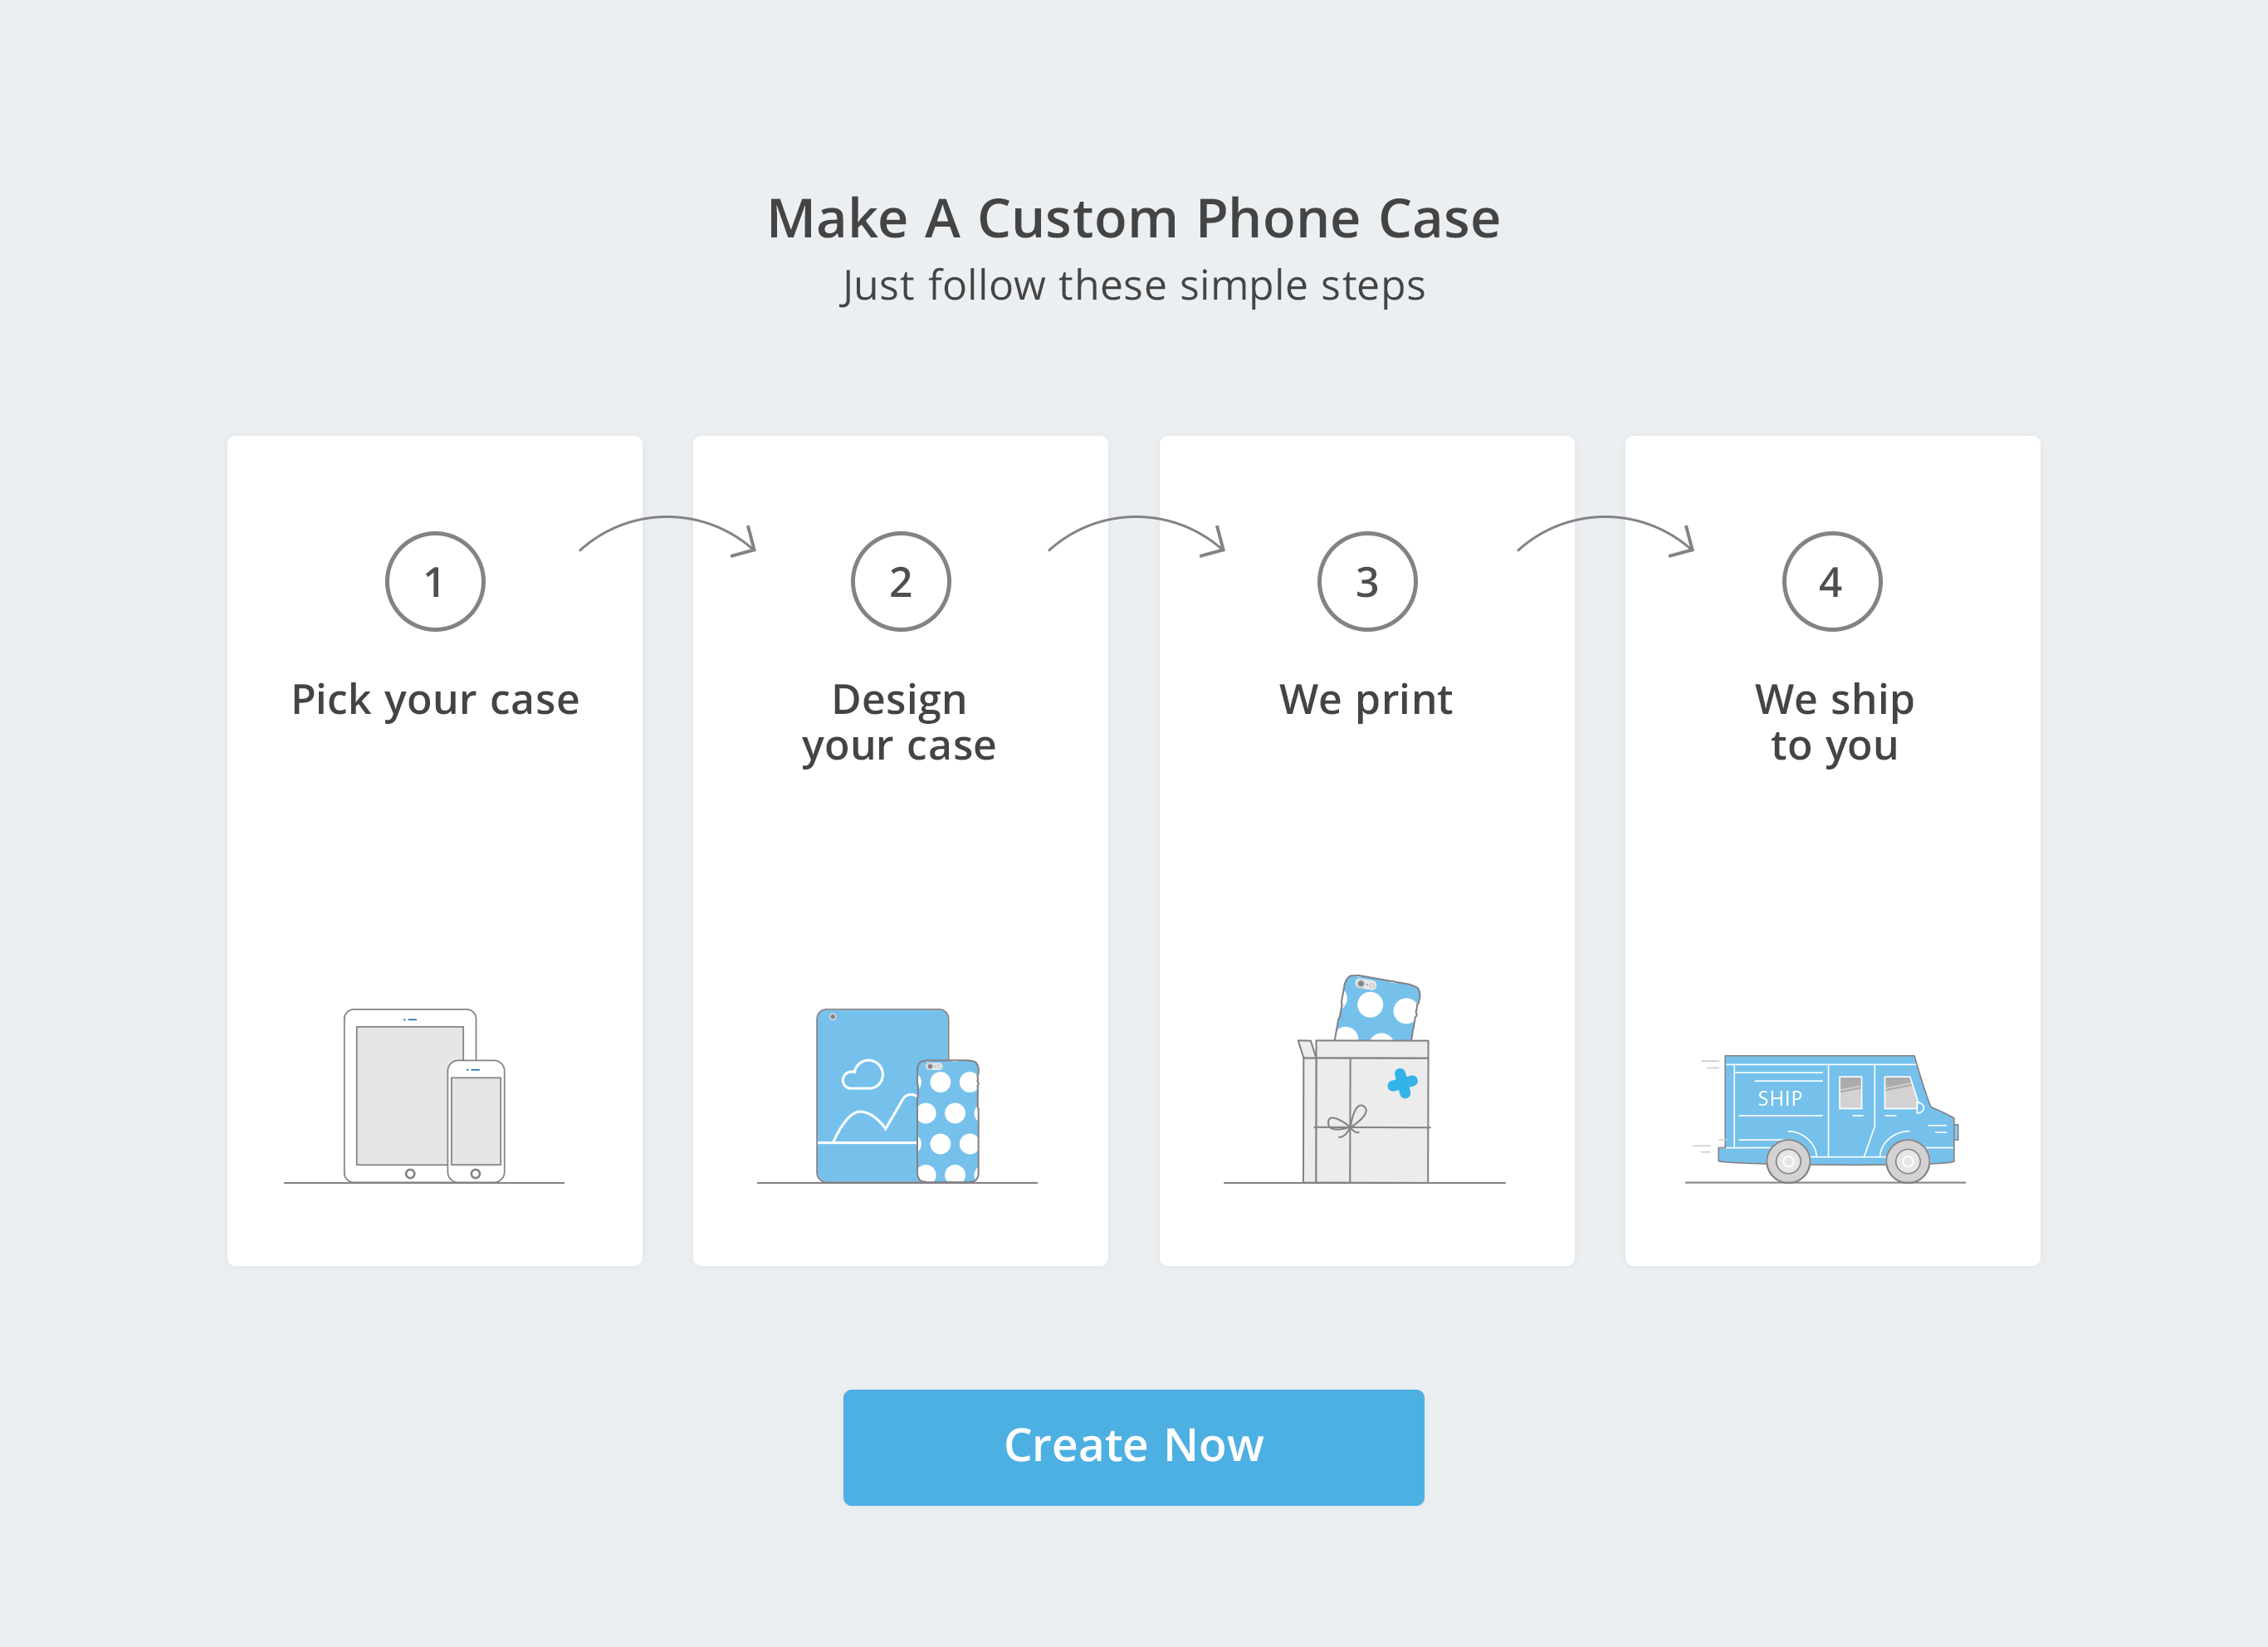 Make A Custom Phone Case
Just follow these simple steps
1
Pick your case
2
Design
your case
3
We print
4
We ship
to you
SHIP
Create Now